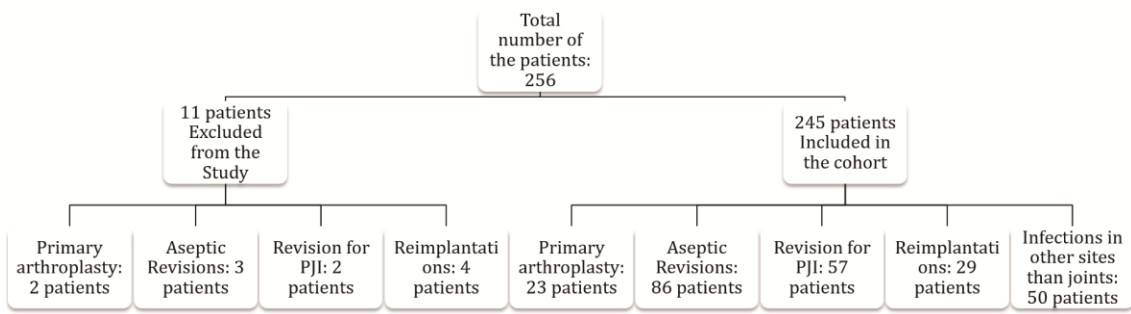 Total
number of
the patients:
256
11 patients
Excluded
from the
Study
245 patients
Included in
the cohort
Primary
arthroplasty:
2 patients
Aseptic
Revisions: 3
patients
Revision for
PJI: 2
patients
Reimplantati
ons: 4
patients
Primary
arthroplasty:
23 patients
Aseptic
Revisions:
86 patients
Revision for
PJI: 57
patients
Reimplantati
ons: 29
patients
Infections in
other sites
than joints:
50 patients